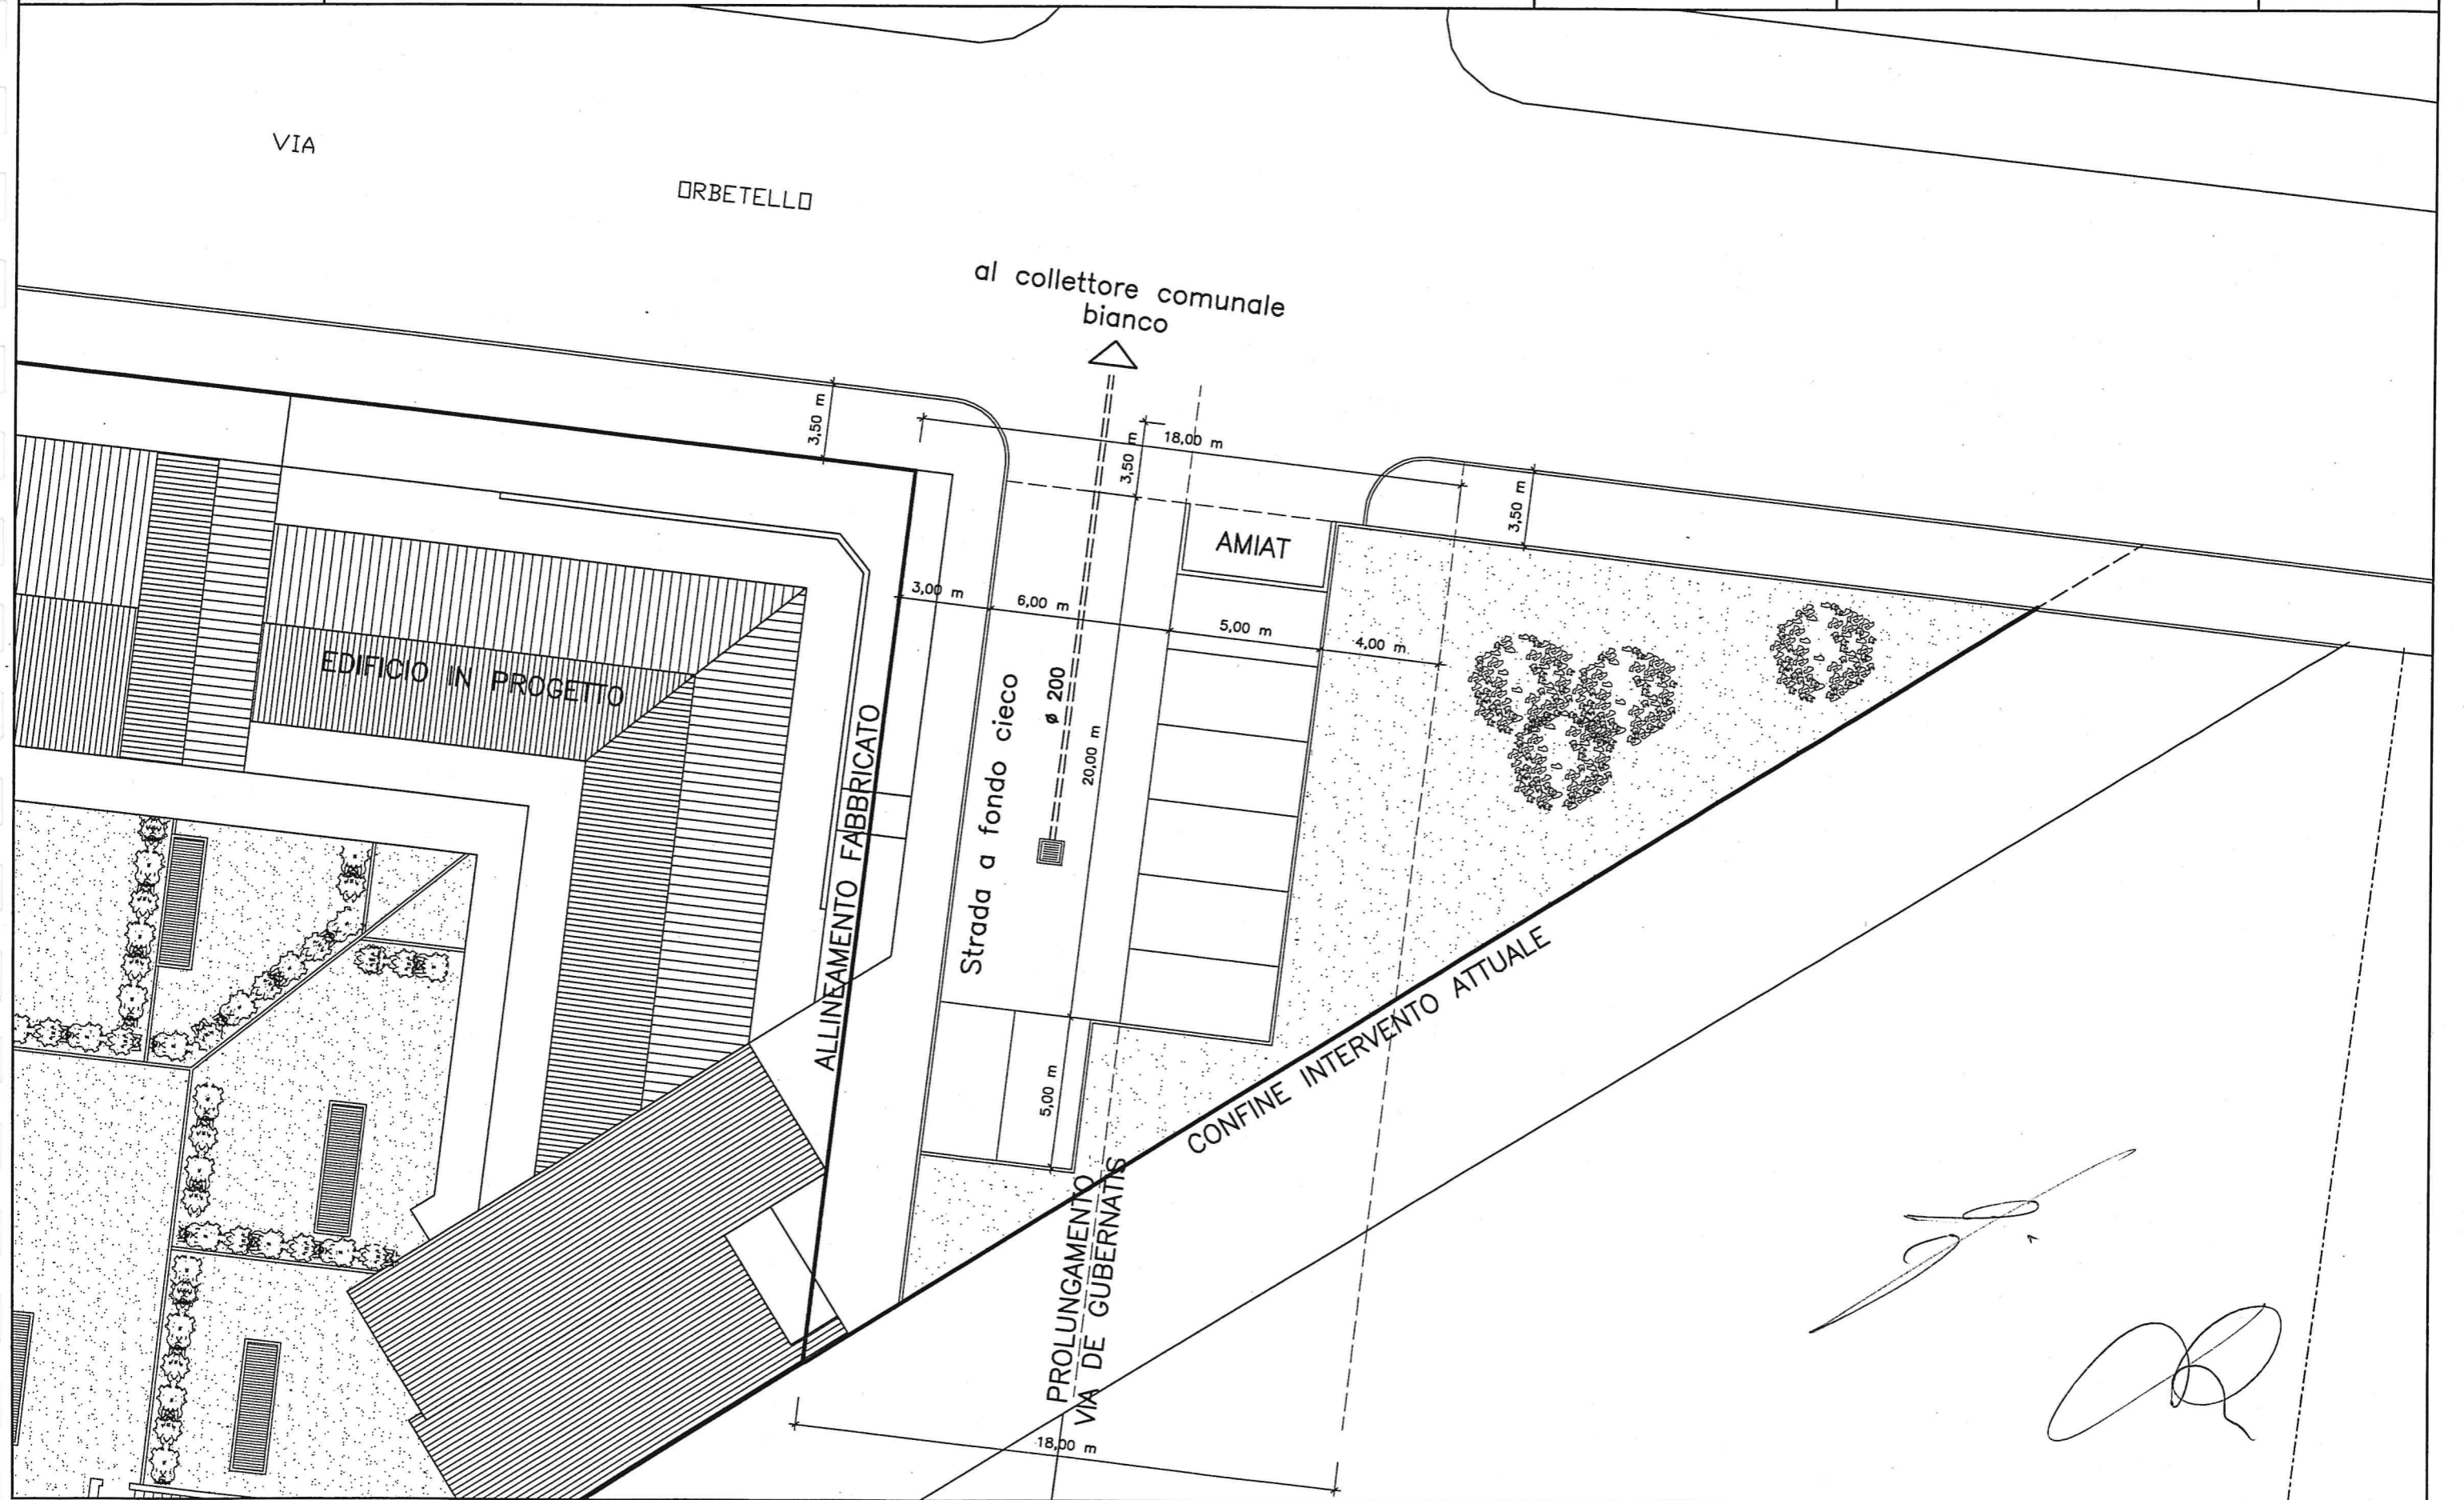 VIA
ORBETELLO
al collettore comunale
bianco
3,50 m
3,50 m
18,00 m
3,50 m
AMIAT
3,00 m
6,00 m
5,00 m
4,00 m
EDIFICIO IN PROGETTO
ALLINEAMENTO FABBRICATO
Strada a fondo cieco
ø 200
20,00 m
5,00 m
CONFINE INTERVENTO ATTUALE
PROLUNGAMENTO
VIA DE GUBERNATIS
18,00 m